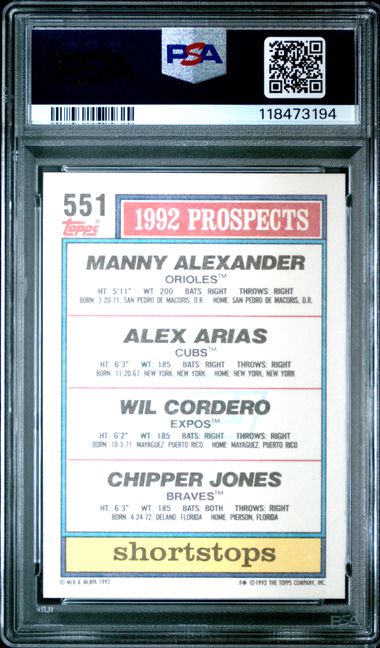 PSA
118473194
551
Topps
1992 PROSPECTS
MANNY ALEXANDER
ORIOLES™
HT: 5'11" WT: 200 BATS: RIGHT THROWS: RIGHT
BORN: 3-20-71, SAN PEDRO DE MACORIS, D.R. HOME: SAN PEDRO DE MACORIS, D.R.
ALEX ARIAS
CUBS™
HT: 6'3" WT: 185 BATS: RIGHT THROWS: RIGHT
BORN: 11-20-67, NEW YORK, NEW YORK HOME: NEW YORK, NEW YORK
WIL CORDERO
EXPOS™
HT: 6'2" WT: 185 BATS: RIGHT THROWS: RIGHT
BORN: 10-3-71, MAYAGUEZ, PUERTO RICO HOME: MAYAGUEZ, PUERTO RICO
CHIPPER JONES
BRAVES™
HT: 6'3" WT: 185 BATS: BOTH THROWS: RIGHT
BORN: 4-24-72, DELAND, FLORIDA HOME: PIERSON, FLORIDA
shortstops
© MLB & MLBPA 1992 F* © 1992 THE TOPPS COMPANY, INC.
PSA